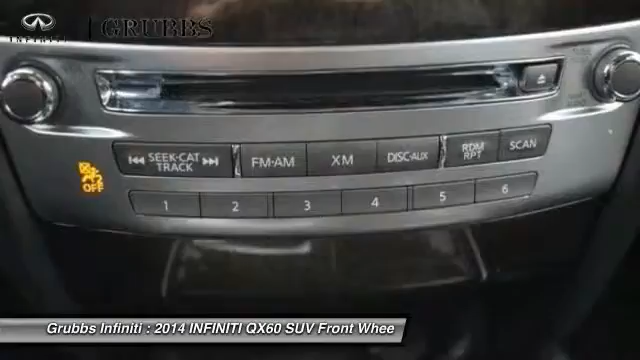 INFINITI
GRUBBS
SEEK·CAT
TRACK
FM·AM
XM
DISC·AUX
RDM
RPT
SCAN
OFF
1 2 3 4 5 6
Grubbs Infiniti : 2014 INFINITI QX60 SUV Front Whee